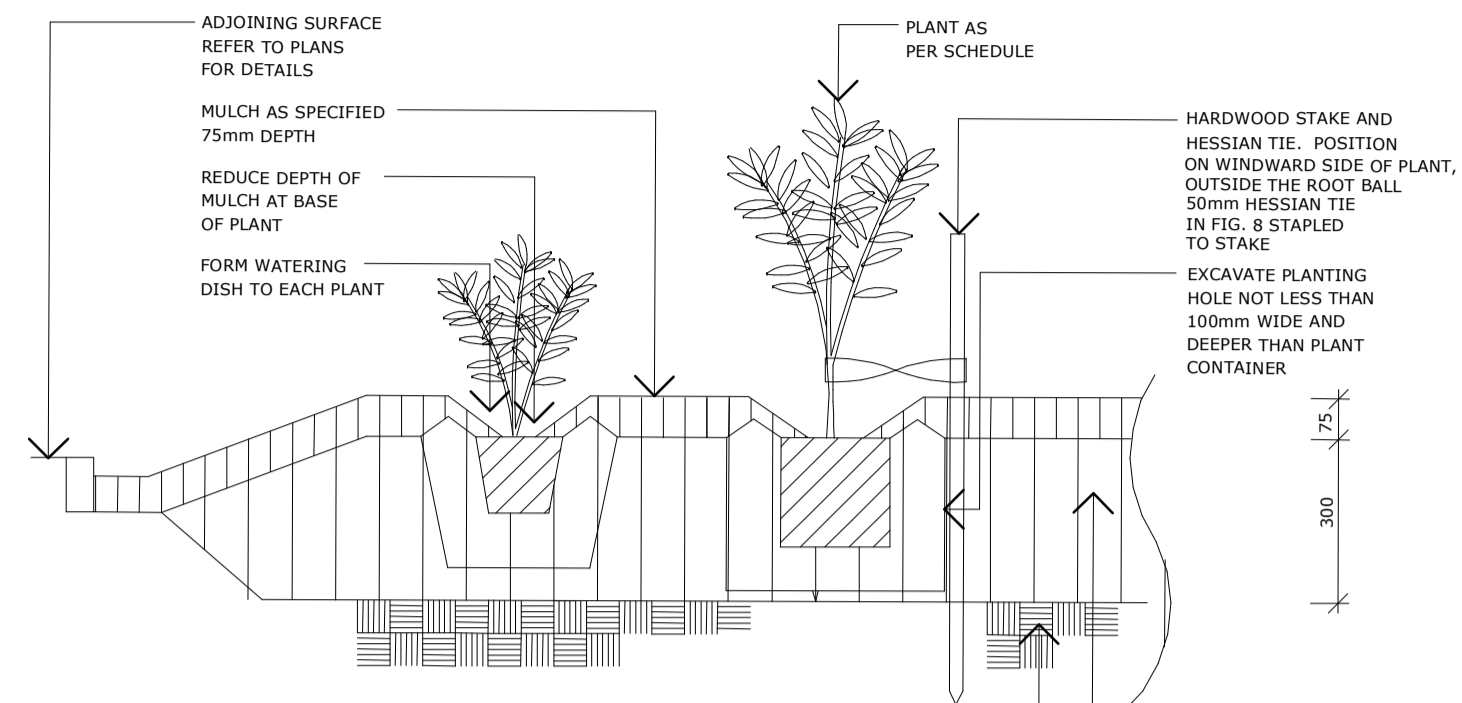 ADJOINING SURFACE
REFER TO PLANS
FOR DETAILS
MULCH AS SPECIFIED
75mm DEPTH
REDUCE DEPTH OF
MULCH AT BASE
OF PLANT
FORM WATERING
DISH TO EACH PLANT
PLANT AS
PER SCHEDULE
HARDWOOD STAKE AND
HESSIAN TIE. POSITION
ON WINDWARD SIDE OF PLANT,
OUTSIDE THE ROOT BALL
50mm HESSIAN TIE
IN FIG. 8 STAPLED
TO STAKE
EXCAVATE PLANTING
HOLE NOT LESS THAN
100mm WIDE AND
DEEPER THAN PLANT
CONTAINER
75
300